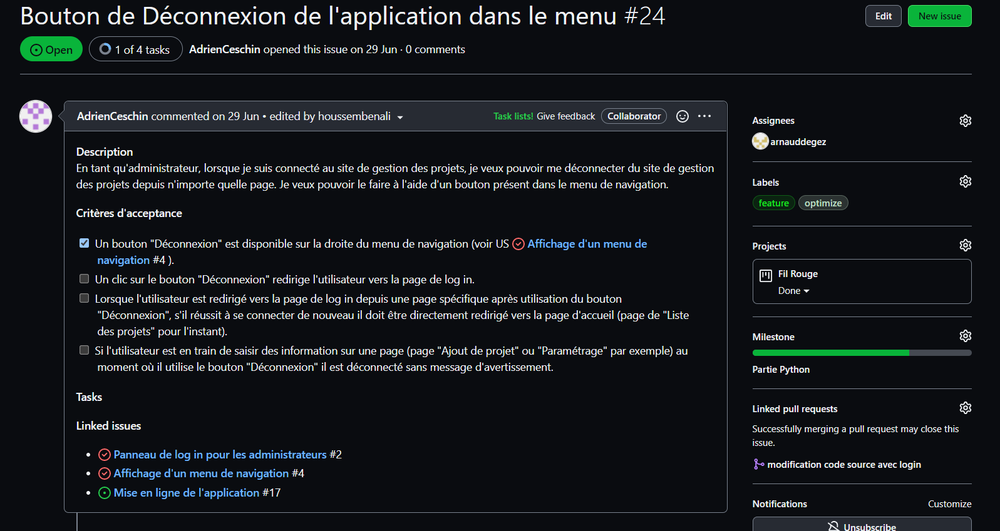 Bouton de Déconnexion de l'application dans le menu #24
Edit
New issue
Open
1 of 4 tasks
AdrienCeschin opened this issue on 29 Jun · 0 comments
AdrienCeschin commented on 29 Jun • edited by houssembenali
Task lists! Give feedback
Collaborator
Description
En tant qu'administrateur, lorsque je suis connecté au site de gestion des projets, je veux pouvoir me déconnecter du site de gestion
des projets depuis n'importe quelle page. Je veux pouvoir le faire à l'aide d'un bouton présent dans le menu de navigation.
Critères d'acceptance
Un bouton "Déconnexion" est disponible sur la droite du menu de navigation (voir US Affichage d'un menu de
navigation #4 ).
Un clic sur le bouton "Déconnexion" redirige l'utilisateur vers la page de log in.
Lorsque l'utilisateur est redirigé vers la page de log in depuis une page spécifique après utilisation du bouton
"Déconnexion", s'il réussit à se connecter de nouveau il doit être directement redirigé vers la page d'accueil (page de "Liste
des projets" pour l'instant).
Si l'utilisateur est en train de saisir des information sur une page (page "Ajout de projet" ou "Paramétrage" par exemple) au
moment où il utilise le bouton "Déconnexion" il est déconnecté sans message d'avertissement.
Tasks
Linked issues
• Panneau de log in pour les administrateurs #2
• Affichage d'un menu de navigation #4
• Mise en ligne de l'application #17
Assignees
arnauddegez
Labels
feature
optimize
Projects
Fil Rouge
Done
Milestone
Partie Python
Linked pull requests
Successfully merging a pull request may close this
issue.
modification code source avec login
Notifications
Customize
Unsubscribe